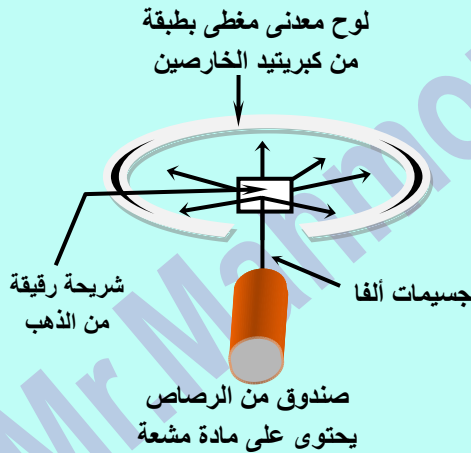 لوح معدنى مغطى بطبقة
من كبريتيد الخارصين
شريحة رقيقة
من الذهب
جسيمات ألفا
صندوق من الرصاص
يحتوى على مادة مشعة